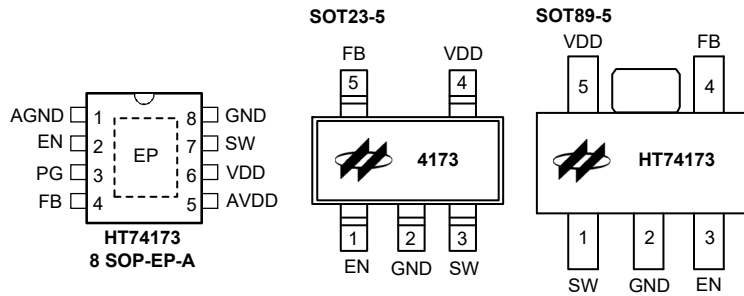 AGND 1 8 GND
EN 2 7 SW
PG 3 EP 6 VDD
FB 4 5 AVDD
HT74173
8 SOP-EP-A
SOT23-5
FB VDD
5 4
4173
1 2 3
EN GND SW
SOT89-5
VDD FB
5 4
HT74173
1 2 3
SW GND EN